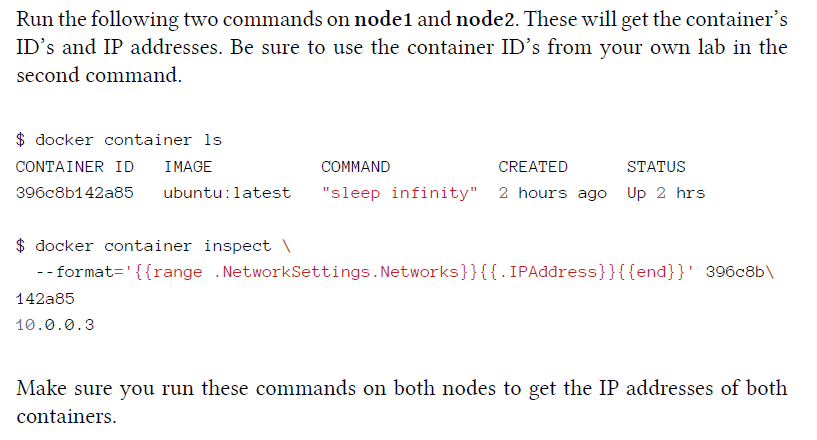 Run the following two commands on node1 and node2. These will get the container’s
ID’s and IP addresses. Be sure to use the container ID’s from your own lab in the
second command.
$ docker container ls
CONTAINER ID IMAGE COMMAND CREATED STATUS
396c8b142a85 ubuntu:latest "sleep infinity" 2 hours ago Up 2 hrs
$ docker container inspect \
--format='{{range .NetworkSettings.Networks}}{{.IPAddress}}{{end}}' 396c8b\
142a85
10.0.0.3
Make sure you run these commands on both nodes to get the IP addresses of both
containers.